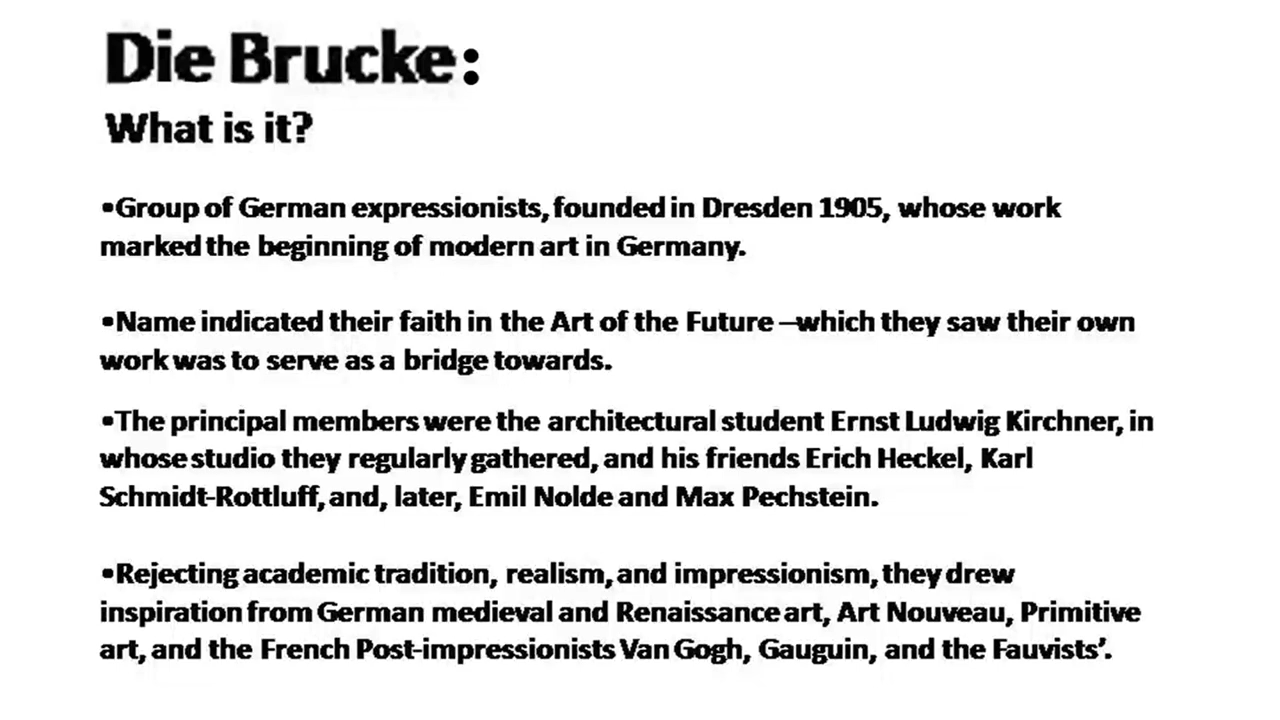 Die Brucke:
What is it?
•Group of German expressionists, founded in Dresden 1905, whose work
marked the beginning of modern art in Germany.
•Name indicated their faith in the Art of the Future –which they saw their own
work was to serve as a bridge towards.
•The principal members were the architectural student Ernst Ludwig Kirchner, in
whose studio they regularly gathered, and his friends Erich Heckel, Karl
Schmidt-Rottluff, and, later, Emil Nolde and Max Pechstein.
•Rejecting academic tradition, realism, and impressionism, they drew
inspiration from German medieval and Renaissance art, Art Nouveau, Primitive
art, and the French Post-impressionists Van Gogh, Gauguin, and the Fauvists’.